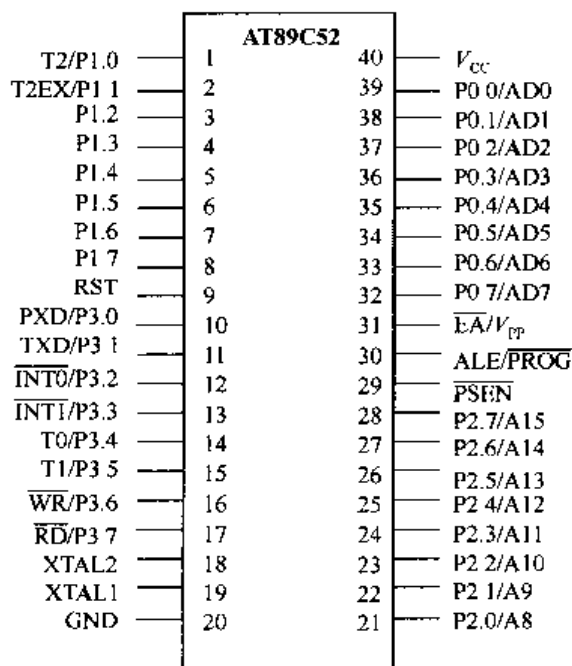 AT89C52
T2/P1.0 1 40 VCC
T2EX/P1 1 2 39 P0 0/AD0
P1.2 3 38 P0.1/AD1
P1.3 4 37 P0 2/AD2
P1.4 5 36 P0.3/AD3
P1.5 6 35 P0.4/AD4
P1.6 7 34 P0.5/AD5
P1 7 8 33 P0.6/AD6
RST 9 32 P0 7/AD7
PXD/P3.0 10 31 EA/VPP
TXD/P3 1 11 30 ALE/PROG
INT0/P3.2 12 29 PSEN
INT1/P3.3 13 28 P2.7/A15
T0/P3.4 14 27 P2.6/A14
T1/P3 5 15 26 P2.5/A13
WR/P3.6 16 25 P2 4/A12
RD/P3 7 17 24 P2.3/A11
XTAL2 18 23 P2 2/A10
XTAL1 19 22 P2 1/A9
GND 20 21 P2.0/A8